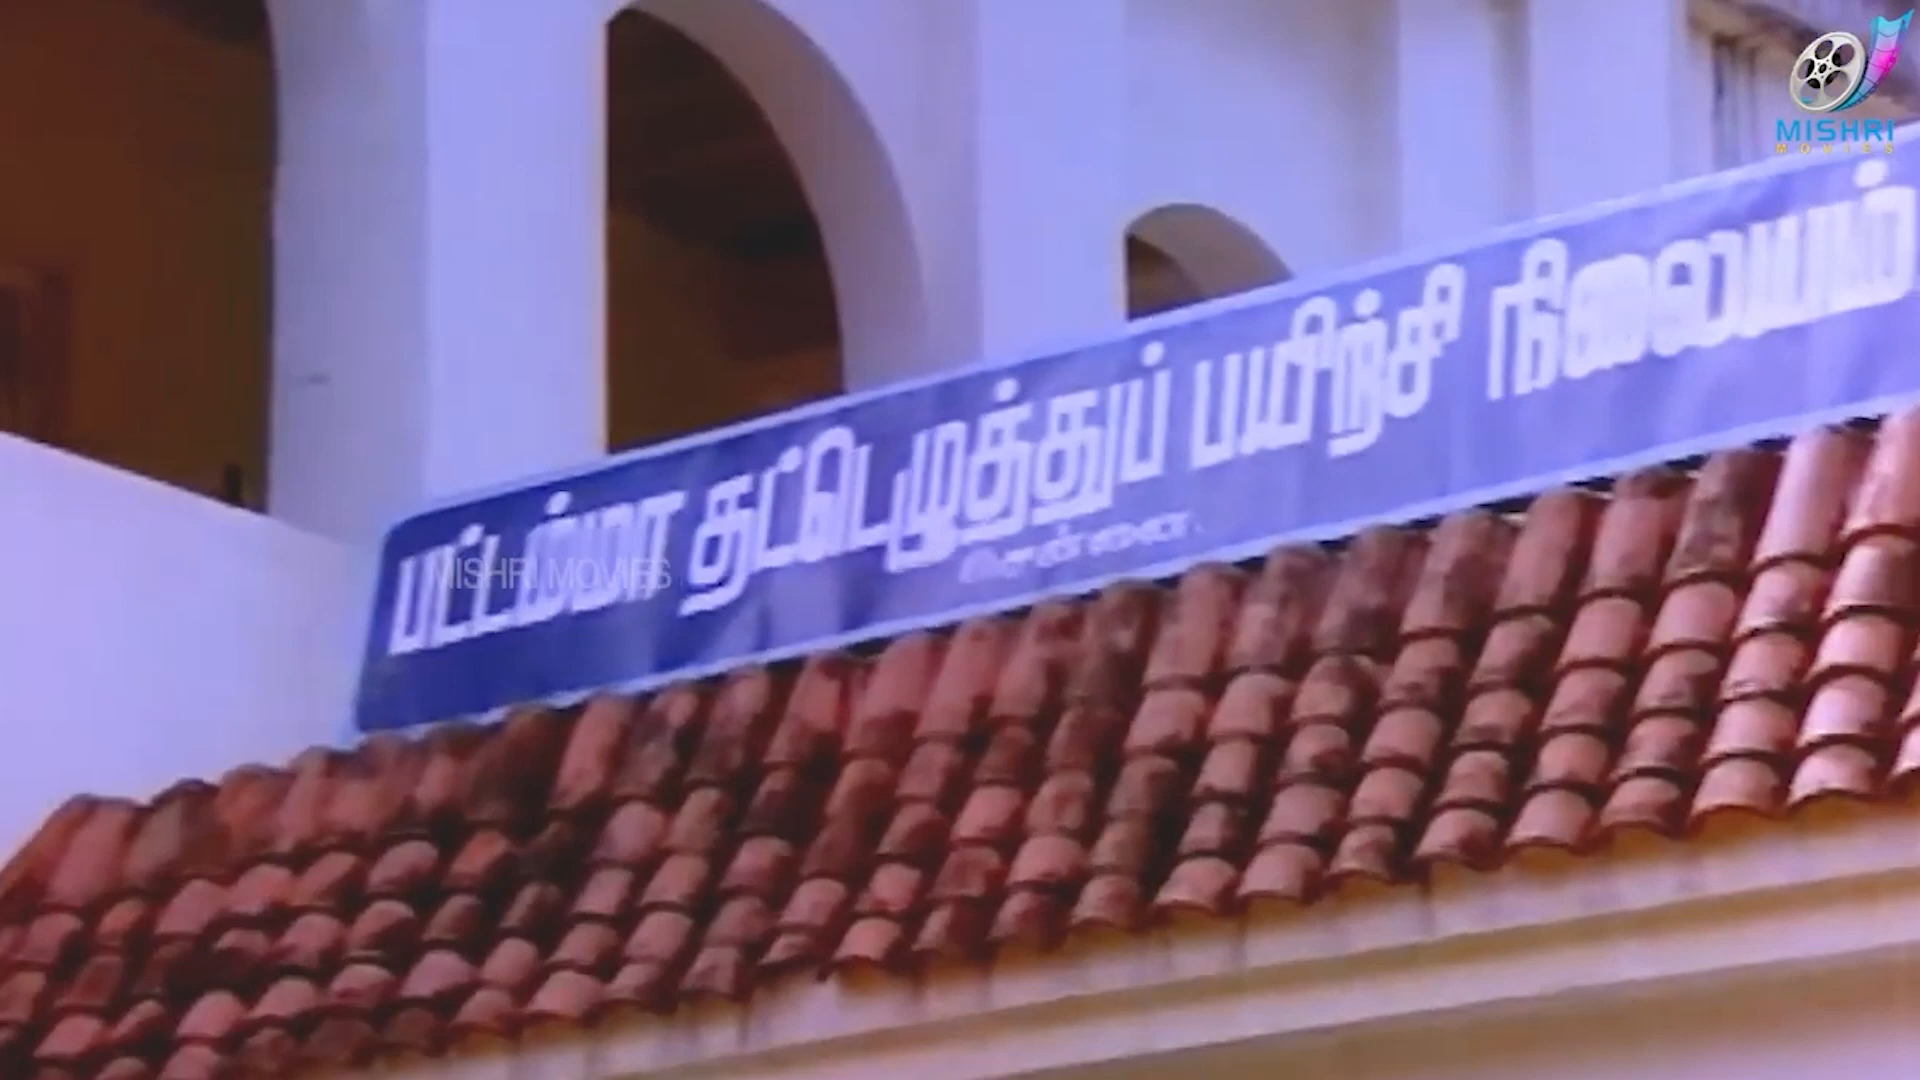 MISHRI
MOVIES
பட்டம்மா தட்டெழுத்துப் பயிற்சி நிலையம்
சென்னை.
MISHRI MOVIES